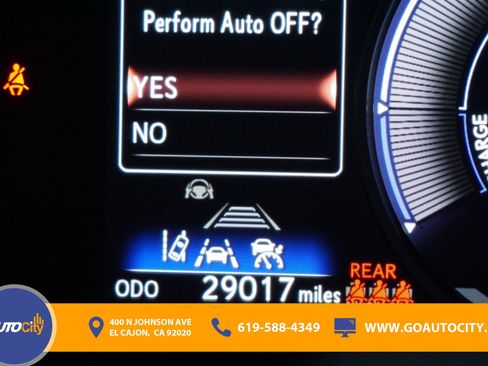 Perform Auto OFF?
YES
NO
CHARGE
ODO 29017 miles
REAR
AUTOCity
400 N JOHNSON AVE
EL CAJON, CA 92020
619-588-4349
WWW.GOAUTOCITY.